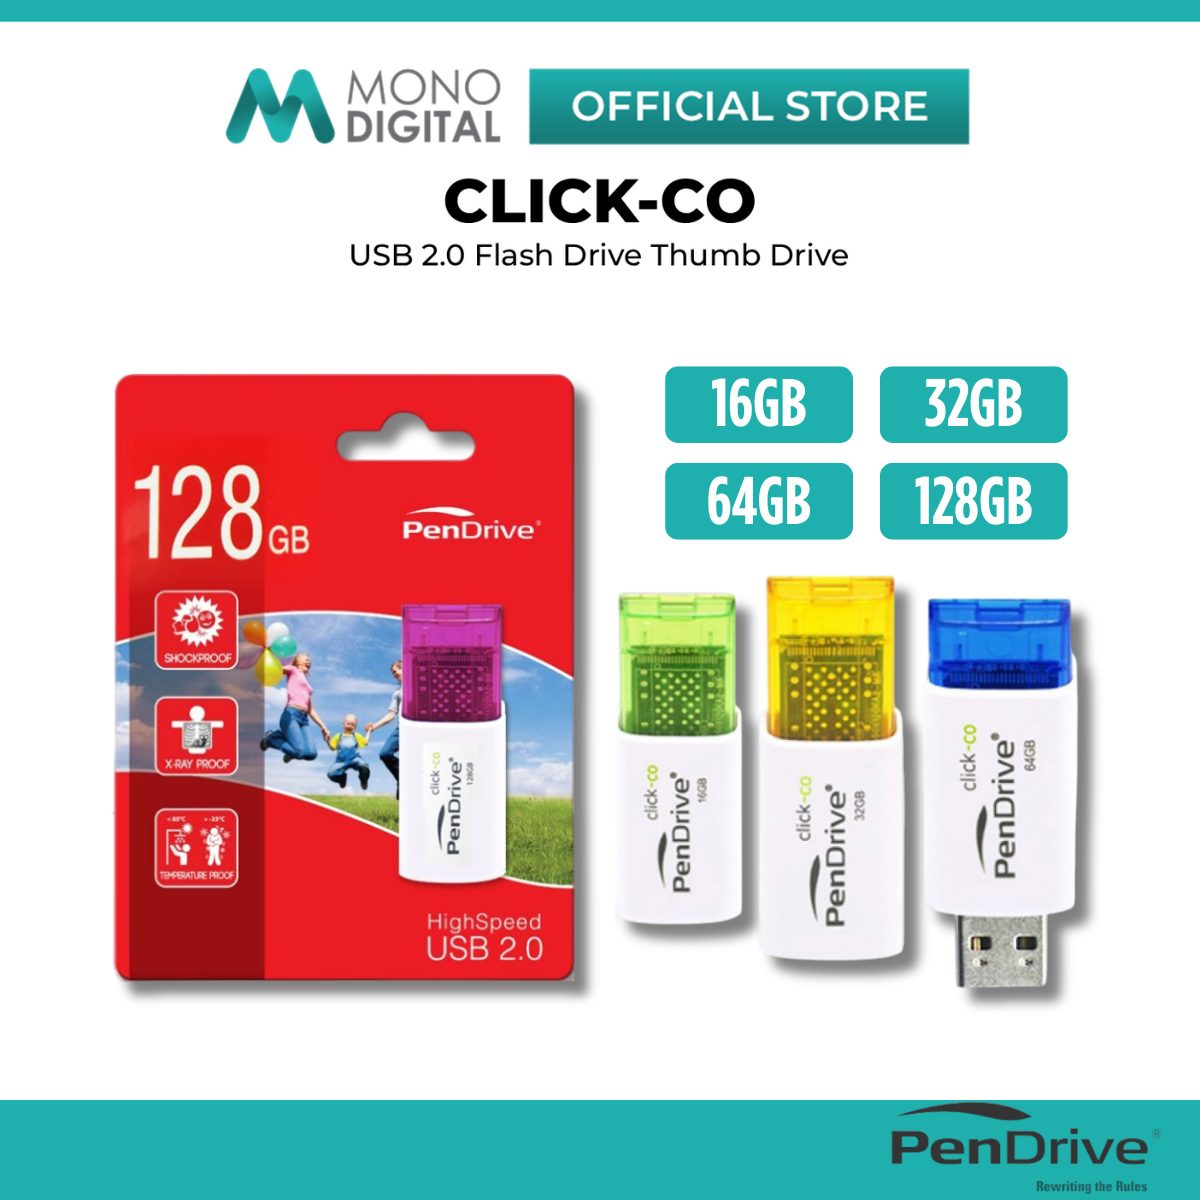 MONO
DIGITAL
OFFICIAL STORE
CLICK-CO
USB 2.0 Flash Drive Thumb Drive
16GB
32GB
64GB
128GB
128GB
PenDrive®
SHOCKPROOF
X-RAY PROOF
TEMPERATURE PROOF
click-co
PenDrive®
128GB
HighSpeed
USB 2.0
click-co
PenDrive®
16GB
click-co
PenDrive®
32GB
click-co
PenDrive®
64GB
PenDrive®
Rewriting the Rules